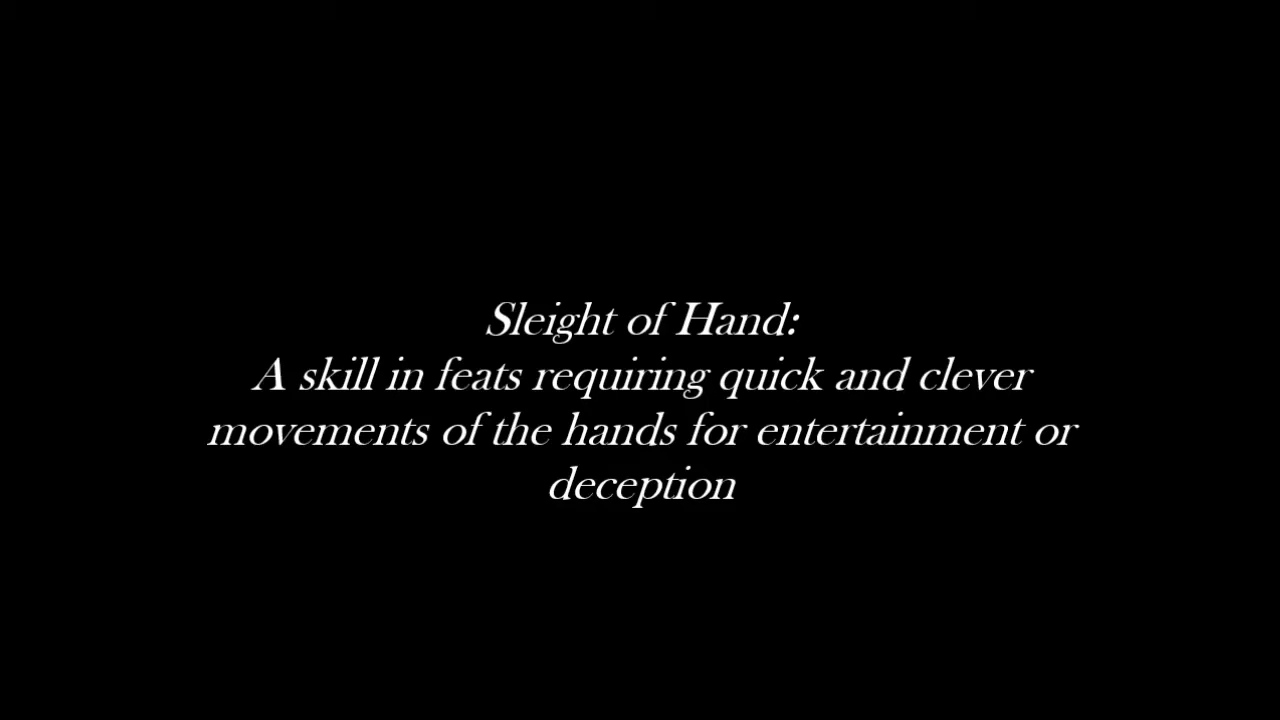 Sleight of Hand:
A skill in feats requiring quick and clever
movements of the hands for entertainment or
deception